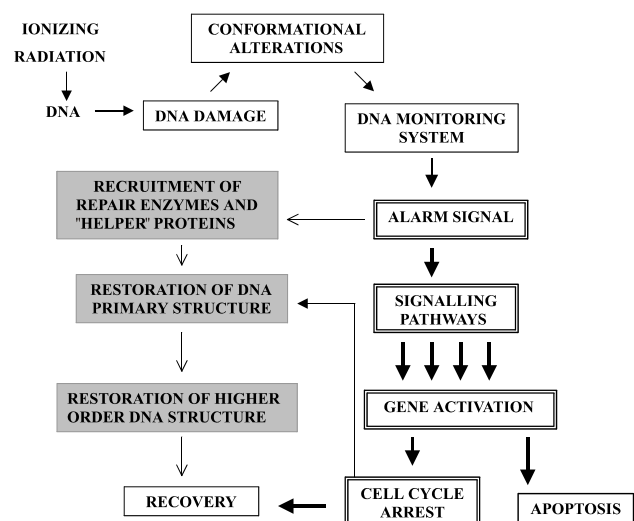 IONIZING
RADIATION
DNA
DNA DAMAGE
CONFORMATIONAL
ALTERATIONS
DNA MONITORING
SYSTEM
ALARM SIGNAL
RECRUITMENT OF
REPAIR ENZYMES AND
"HELPER" PROTEINS
RESTORATION OF DNA
PRIMARY STRUCTURE
SIGNALLING
PATHWAYS
RESTORATION OF HIGHER
ORDER DNA STRUCTURE
GENE ACTIVATION
RECOVERY
CELL CYCLE
ARREST
APOPTOSIS